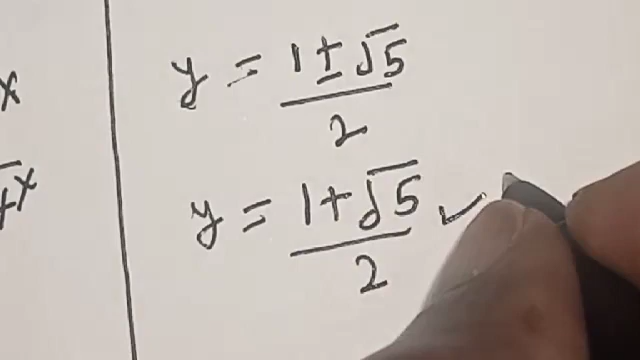 x
y = (1 ± √5)/2
x
y = (1 + √5)/2 ✓